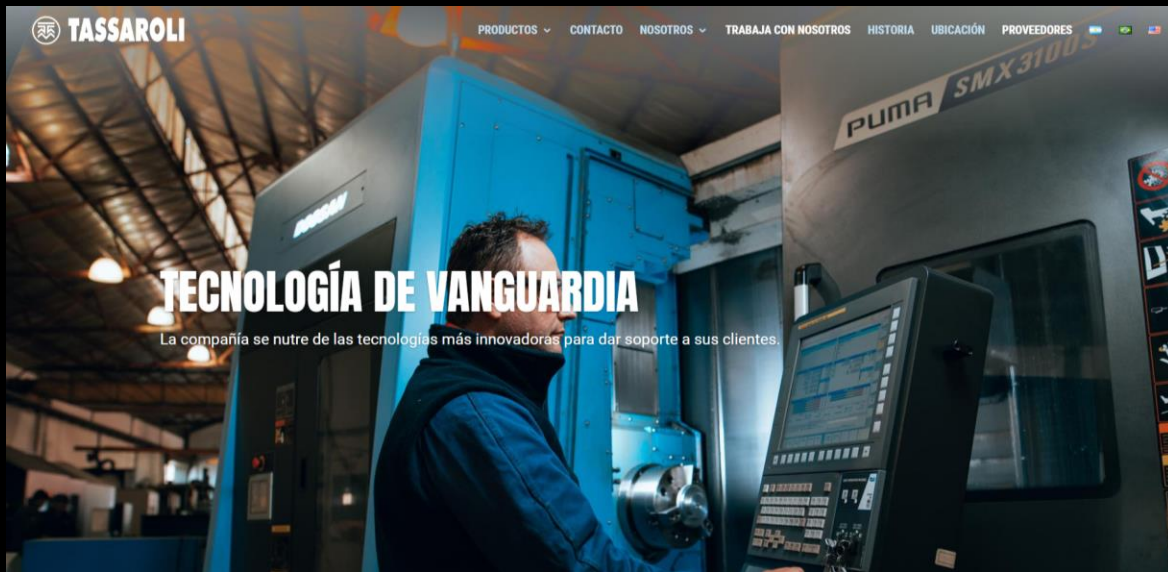 TASSAROLI
PRODUCTOS CONTACTO NOSOTROS TRABAJA CON NOSOTROS HISTORIA UBICACIÓN PROVEEDORES
PUMA SMX3100S
DOOSAN
TECNOLOGÍA DE VANGUARDIA
La compañía se nutre de las tecnologías más innovadoras para dar soporte a sus clientes.